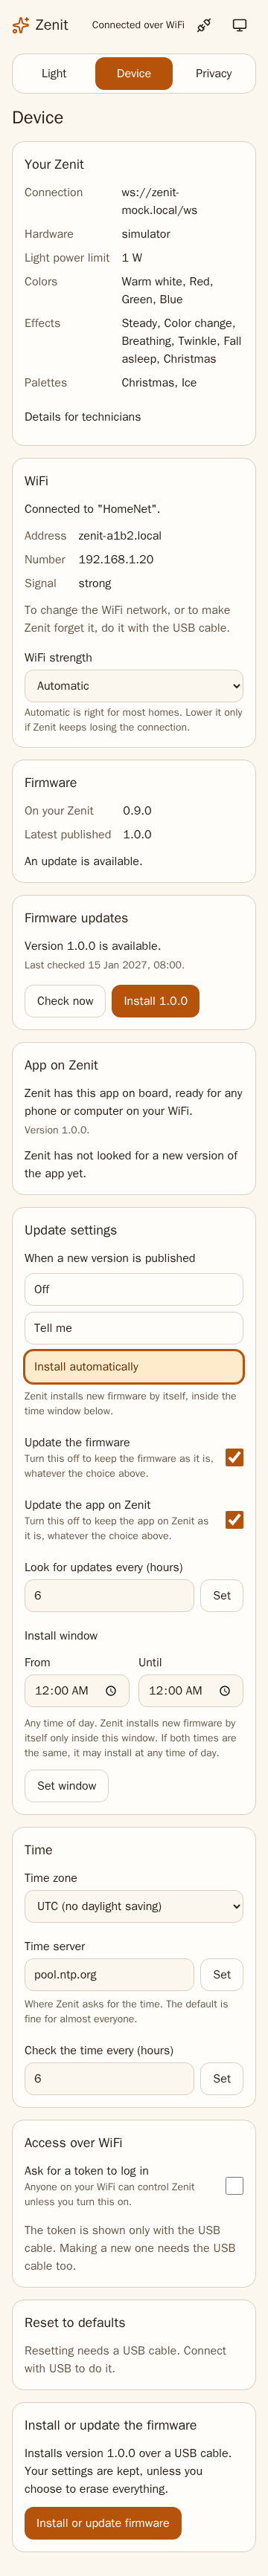 Zenit
Connected over WiFi
Light
Device
Privacy
Device
Your Zenit
Connection
ws://zenit-
mock.local/ws
Hardware
simulator
Light power limit
1 W
Colors
Warm white, Red,
Green, Blue
Effects
Steady, Color change,
Breathing, Twinkle, Fall
asleep, Christmas
Palettes
Christmas, Ice
Details for technicians
WiFi
Connected to "HomeNet".
Address
zenit-a1b2.local
Number
192.168.1.20
Signal
strong
To change the WiFi network, or to make
Zenit forget it, do it with the USB cable.
WiFi strength
Automatic
Automatic is right for most homes. Lower it only
if Zenit keeps losing the connection.
Firmware
On your Zenit
0.9.0
Latest published
1.0.0
An update is available.
Firmware updates
Version 1.0.0 is available.
Last checked 15 Jan 2027, 08:00.
Check now
Install 1.0.0
App on Zenit
Zenit has this app on board, ready for any
phone or computer on your WiFi.
Version 1.0.0.
Zenit has not looked for a new version of
the app yet.
Update settings
When a new version is published
Off
Tell me
Install automatically
Zenit installs new firmware by itself, inside the
time window below.
Update the firmware
Turn this off to keep the firmware as it is,
whatever the choice above.
Update the app on Zenit
Turn this off to keep the app on Zenit as
it is, whatever the choice above.
Look for updates every (hours)
6
Set
Install window
From
Until
12:00 AM
12:00 AM
Any time of day. Zenit installs new firmware by
itself only inside this window. If both times are
the same, it may install at any time of day.
Set window
Time
Time zone
UTC (no daylight saving)
Time server
pool.ntp.org
Set
Where Zenit asks for the time. The default is
fine for almost everyone.
Check the time every (hours)
6
Set
Access over WiFi
Ask for a token to log in
Anyone on your WiFi can control Zenit
unless you turn this on.
The token is shown only with the USB
cable. Making a new one needs the USB
cable too.
Reset to defaults
Resetting needs a USB cable. Connect
with USB to do it.
Install or update the firmware
Installs version 1.0.0 over a USB cable.
Your settings are kept, unless you
choose to erase everything.
Install or update firmware